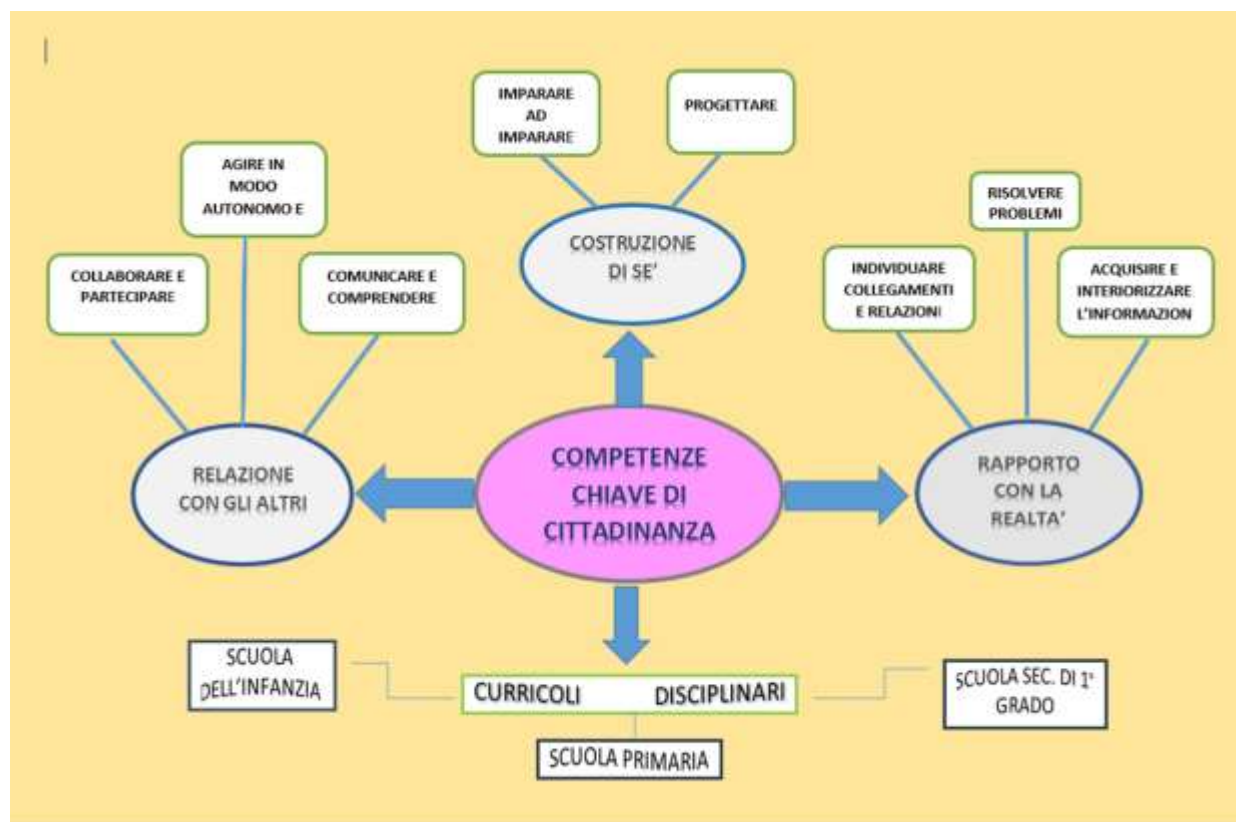 IMPARARE
AD
IMPARARE
PROGETTARE
AGIRE IN
MODO
AUTONOMO E
RISOLVERE
PROBLEMI
COLLABORARE E
PARTECIPARE
COMUNICARE E
COMPRENDERE
COSTRUZIONE
DI SE'
INDIVIDUARE
COLLEGAMENTI
E RELAZIONI
ACQUISIRE E
INTERIORIZZARE
L'INFORMAZION
RELAZIONE
CON GLI ALTRI
COMPETENZE
CHIAVE DI
CITTADINANZA
RAPPORTO
CON LA
REALTA'
SCUOLA
DELL'INFANZIA
CURRICOLI DISCIPLINARI
SCUOLA SEC. DI 1°
GRADO
SCUOLA PRIMARIA